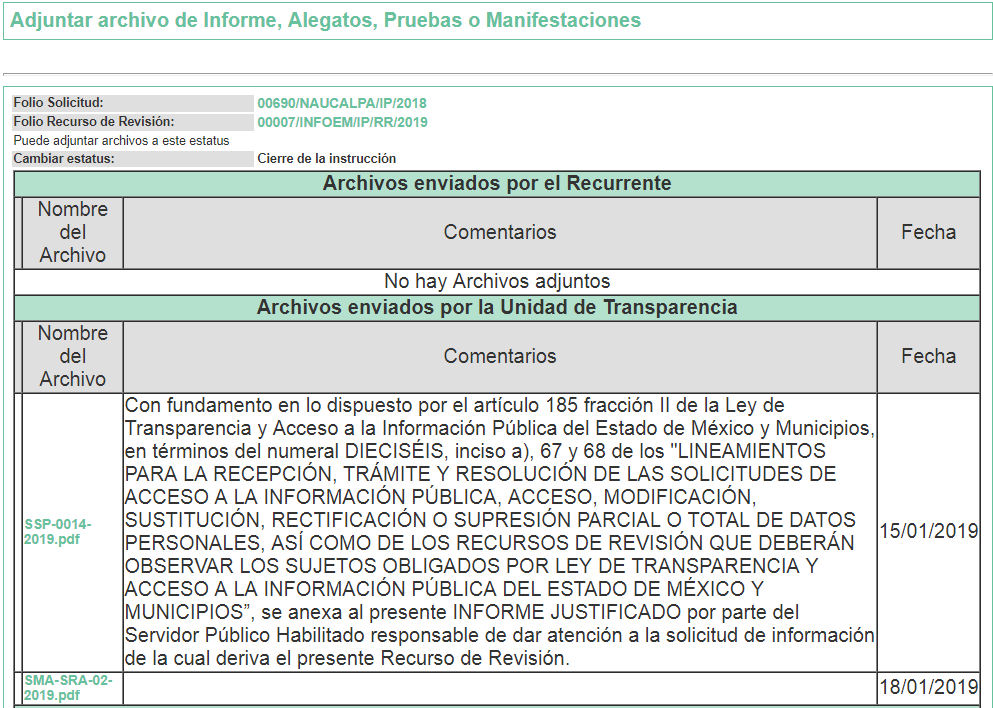 Adjuntar archivo de Informe, Alegatos, Pruebas o Manifestaciones
Folio Solicitud: 00690/NAUCALPA/IP/2018
Folio Recurso de Revisión: 00007/INFOEM/IP/RR/2019
Puede adjuntar archivos a este estatus
Cambiar estatus: Cierre de la instrucción
Archivos enviados por el Recurrente
Nombre
del
Archivo
Comentarios
Fecha
No hay Archivos adjuntos
Archivos enviados por la Unidad de Transparencia
Nombre
del
Archivo
Comentarios
Fecha
SSP-0014-
2019.pdf
Con fundamento en lo dispuesto por el artículo 185 fracción II de la Ley de
Transparencia y Acceso a la Información Pública del Estado de México y Municipios,
en términos del numeral DIECISÉIS, inciso a), 67 y 68 de los "LINEAMIENTOS
PARA LA RECEPCIÓN, TRÁMITE Y RESOLUCIÓN DE LAS SOLICITUDES DE
ACCESO A LA INFORMACIÓN PÚBLICA, ACCESO, MODIFICACIÓN,
SUSTITUCIÓN, RECTIFICACIÓN O SUPRESIÓN PARCIAL O TOTAL DE DATOS
PERSONALES, ASÍ COMO DE LOS RECURSOS DE REVISIÓN QUE DEBERÁN
OBSERVAR LOS SUJETOS OBLIGADOS POR LEY DE TRANSPARENCIA Y
ACCESO A LA INFORMACIÓN PÚBLICA DEL ESTADO DE MÉXICO Y
MUNICIPIOS”, se anexa al presente INFORME JUSTIFICADO por parte del
Servidor Público Habilitado responsable de dar atención a la solicitud de información
de la cual deriva el presente Recurso de Revisión.
15/01/2019
SMA-SRA-02-
2019.pdf
18/01/2019